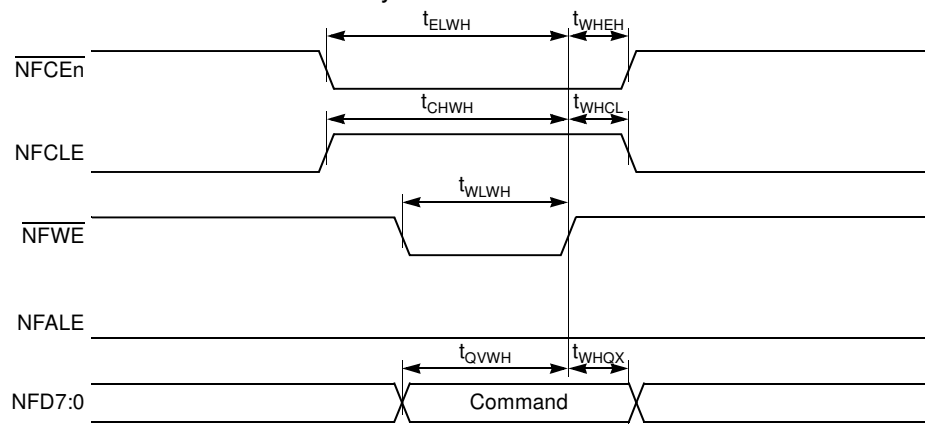 tELWH tWHEH
NFCEn
tCHWH tWHCL
NFCLE
tWLWH
NFWE
NFALE
tQVWH tWHQX
NFD7:0 Command